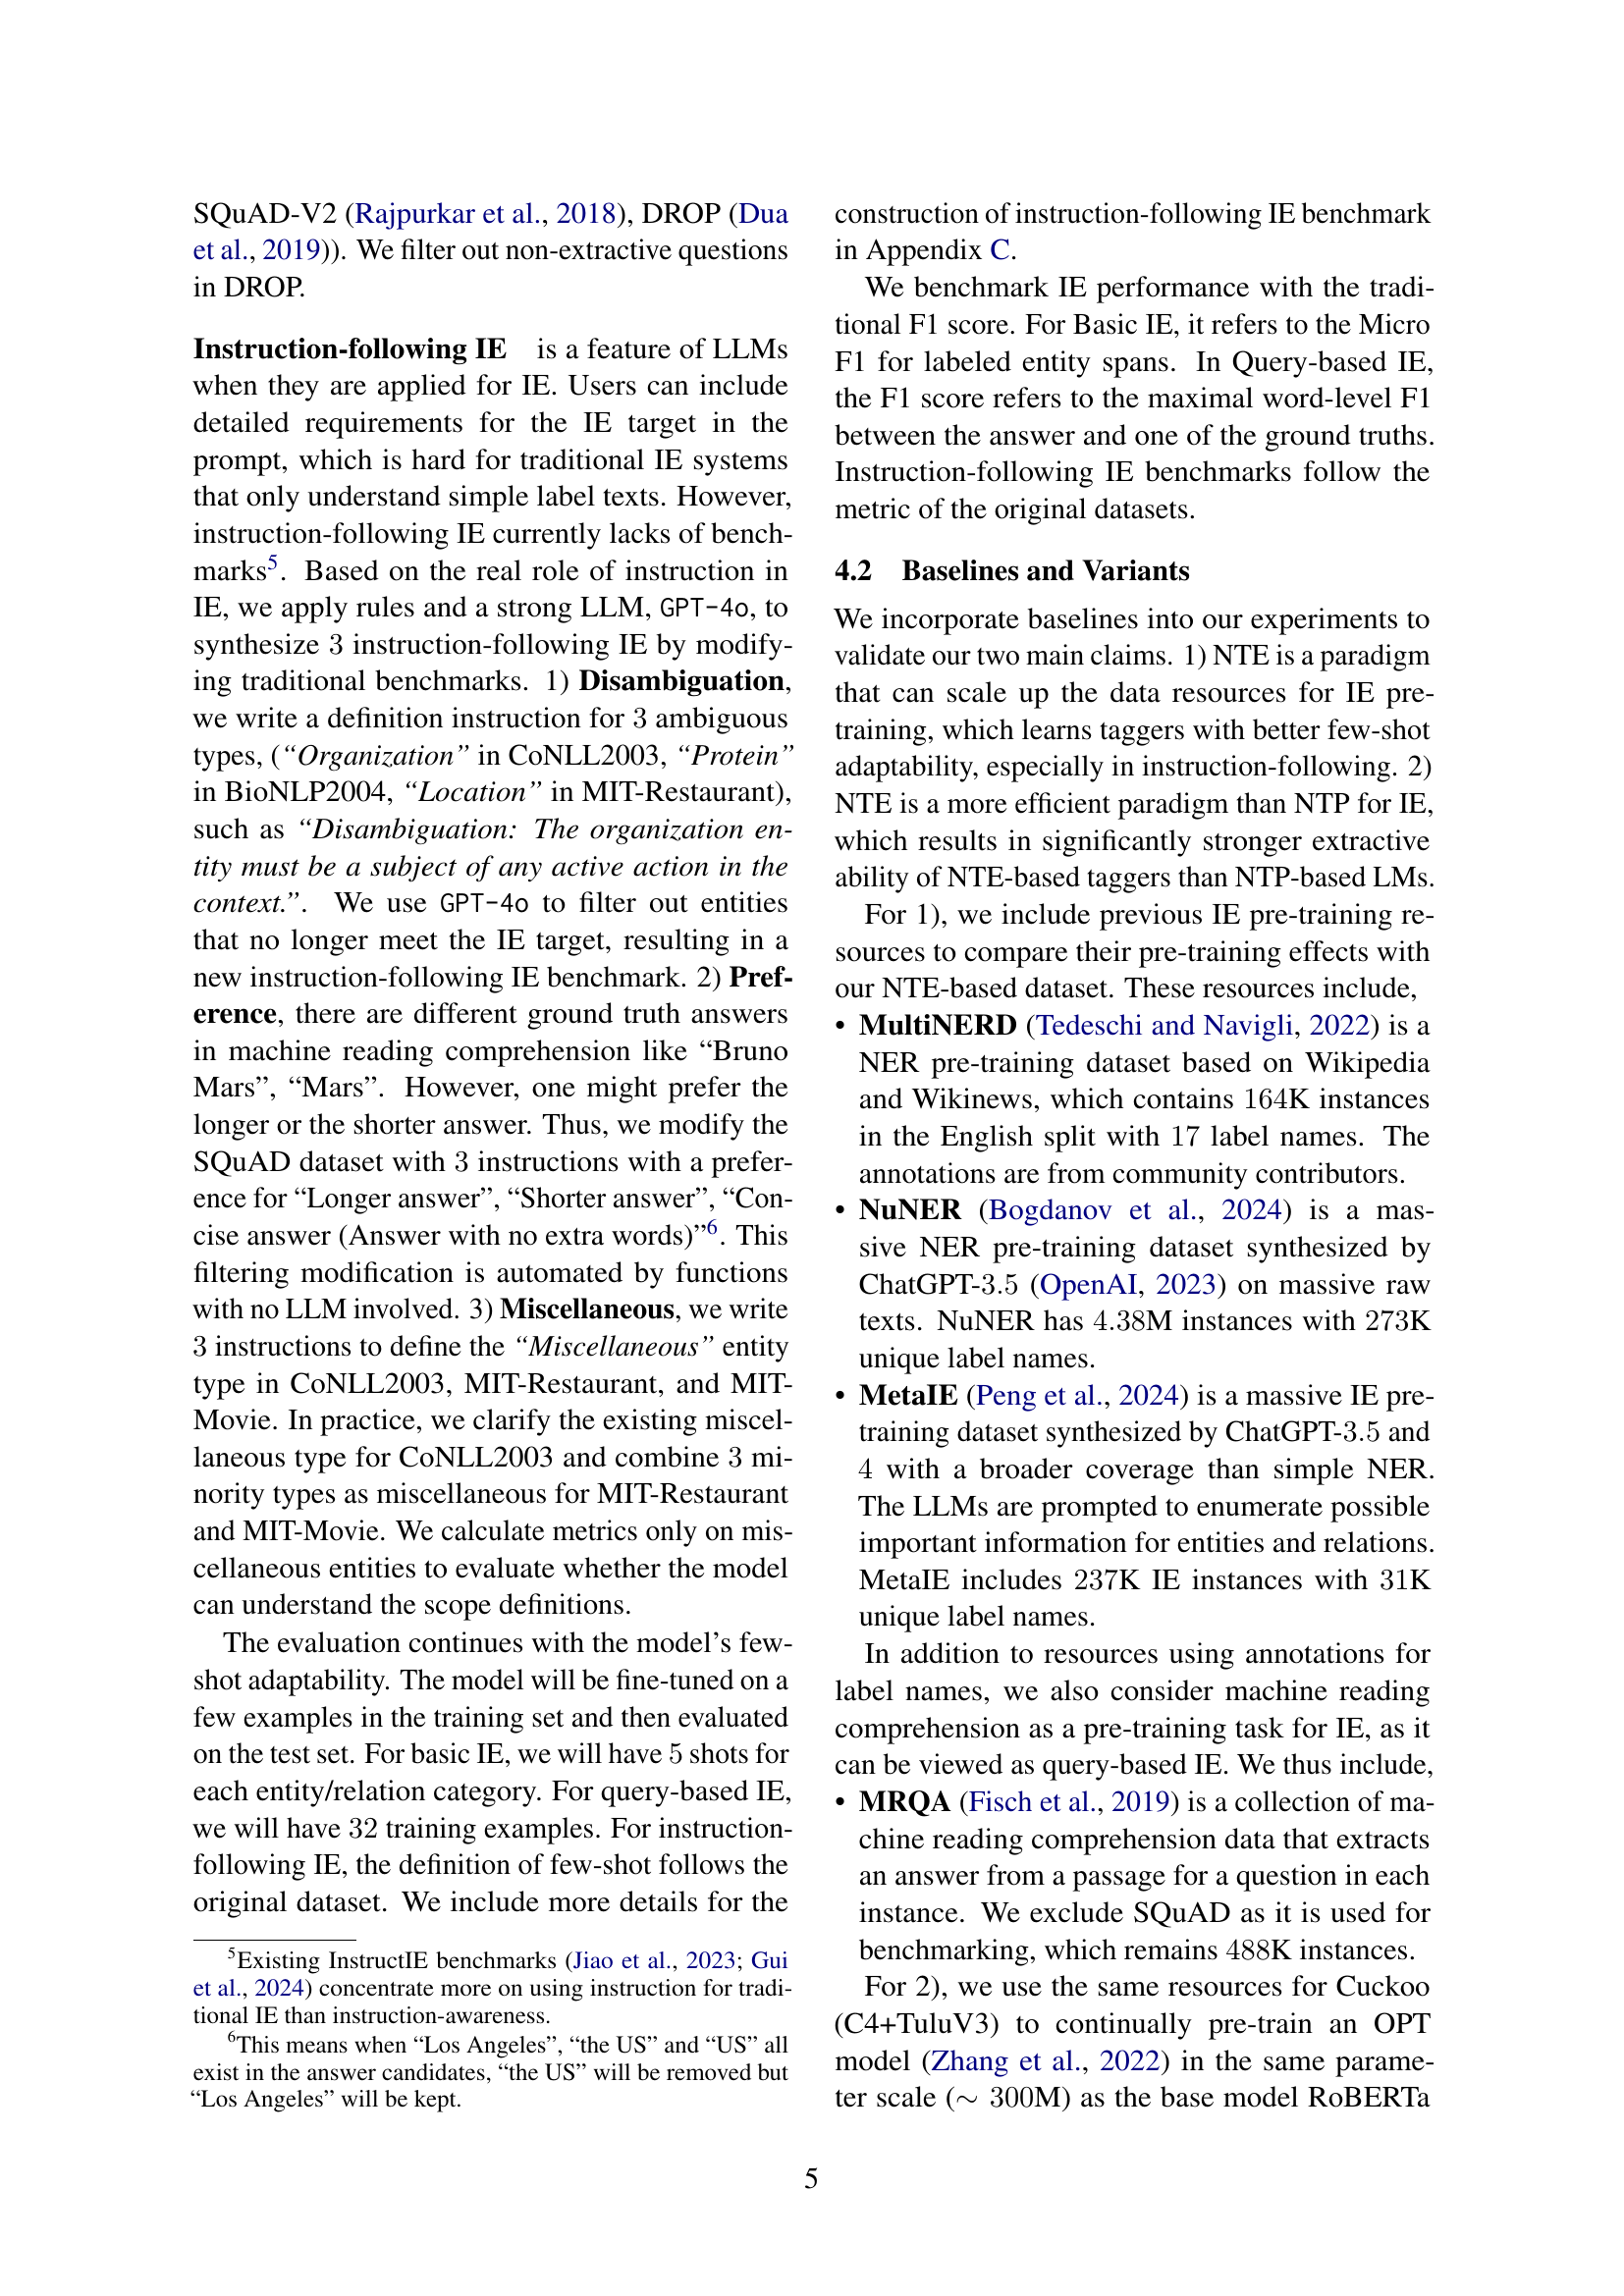 SQuAD-V2 (Rajpurkar et al., 2018), DROP (Dua
et al., 2019)). We filter out non-extractive questions
in DROP.
Instruction-following IE is a feature of LLMs
when they are applied for IE. Users can include
detailed requirements for the IE target in the
prompt, which is hard for traditional IE systems
that only understand simple label texts. However,
instruction-following IE currently lacks of bench-
marks5. Based on the real role of instruction in
IE, we apply rules and a strong LLM, GPT-4o, to
synthesize 3 instruction-following IE by modify-
ing traditional benchmarks. 1) Disambiguation,
we write a definition instruction for 3 ambiguous
types, (“Organization” in CoNLL2003, “Protein”
in BioNLP2004, “Location” in MIT-Restaurant),
such as “Disambiguation: The organization en-
tity must be a subject of any active action in the
context.”. We use GPT-4o to filter out entities
that no longer meet the IE target, resulting in a
new instruction-following IE benchmark. 2) Pref-
erence, there are different ground truth answers
in machine reading comprehension like “Bruno
Mars”, “Mars”. However, one might prefer the
longer or the shorter answer. Thus, we modify the
SQuAD dataset with 3 instructions with a prefer-
ence for “Longer answer”, “Shorter answer”, “Con-
cise answer (Answer with no extra words)”6. This
filtering modification is automated by functions
with no LLM involved. 3) Miscellaneous, we write
3 instructions to define the “Miscellaneous” entity
type in CoNLL2003, MIT-Restaurant, and MIT-
Movie. In practice, we clarify the existing miscel-
laneous type for CoNLL2003 and combine 3 mi-
nority types as miscellaneous for MIT-Restaurant
and MIT-Movie. We calculate metrics only on mis-
cellaneous entities to evaluate whether the model
can understand the scope definitions.
The evaluation continues with the model’s few-
shot adaptability. The model will be fine-tuned on a
few examples in the training set and then evaluated
on the test set. For basic IE, we will have 5 shots for
each entity/relation category. For query-based IE,
we will have 32 training examples. For instruction-
following IE, the definition of few-shot follows the
original dataset. We include more details for the
5Existing InstructIE benchmarks (Jiao et al., 2023; Gui
et al., 2024) concentrate more on using instruction for tradi-
tional IE than instruction-awareness.
6This means when “Los Angeles”, “the US” and “US” all
exist in the answer candidates, “the US” will be removed but
“Los Angeles” will be kept.
construction of instruction-following IE benchmark
in Appendix C.
We benchmark IE performance with the tradi-
tional F1 score. For Basic IE, it refers to the Micro
F1 for labeled entity spans. In Query-based IE,
the F1 score refers to the maximal word-level F1
between the answer and one of the ground truths.
Instruction-following IE benchmarks follow the
metric of the original datasets.
4.2 Baselines and Variants
We incorporate baselines into our experiments to
validate our two main claims. 1) NTE is a paradigm
that can scale up the data resources for IE pre-
training, which learns taggers with better few-shot
adaptability, especially in instruction-following. 2)
NTE is a more efficient paradigm than NTP for IE,
which results in significantly stronger extractive
ability of NTE-based taggers than NTP-based LMs.
For 1), we include previous IE pre-training re-
sources to compare their pre-training effects with
our NTE-based dataset. These resources include,
• MultiNERD (Tedeschi and Navigli, 2022) is a
NER pre-training dataset based on Wikipedia
and Wikinews, which contains 164K instances
in the English split with 17 label names. The
annotations are from community contributors.
• NuNER (Bogdanov et al., 2024) is a mas-
sive NER pre-training dataset synthesized by
ChatGPT-3.5 (OpenAI, 2023) on massive raw
texts. NuNER has 4.38M instances with 273K
unique label names.
• MetaIE (Peng et al., 2024) is a massive IE pre-
training dataset synthesized by ChatGPT-3.5 and
4 with a broader coverage than simple NER.
The LLMs are prompted to enumerate possible
important information for entities and relations.
MetaIE includes 237K IE instances with 31K
unique label names.
In addition to resources using annotations for
label names, we also consider machine reading
comprehension as a pre-training task for IE, as it
can be viewed as query-based IE. We thus include,
• MRQA (Fisch et al., 2019) is a collection of ma-
chine reading comprehension data that extracts
an answer from a passage for a question in each
instance. We exclude SQuAD as it is used for
benchmarking, which remains 488K instances.
For 2), we use the same resources for Cuckoo
(C4+TuluV3) to continually pre-train an OPT
model (Zhang et al., 2022) in the same parame-
ter scale (∼ 300M) as the base model RoBERTa
5